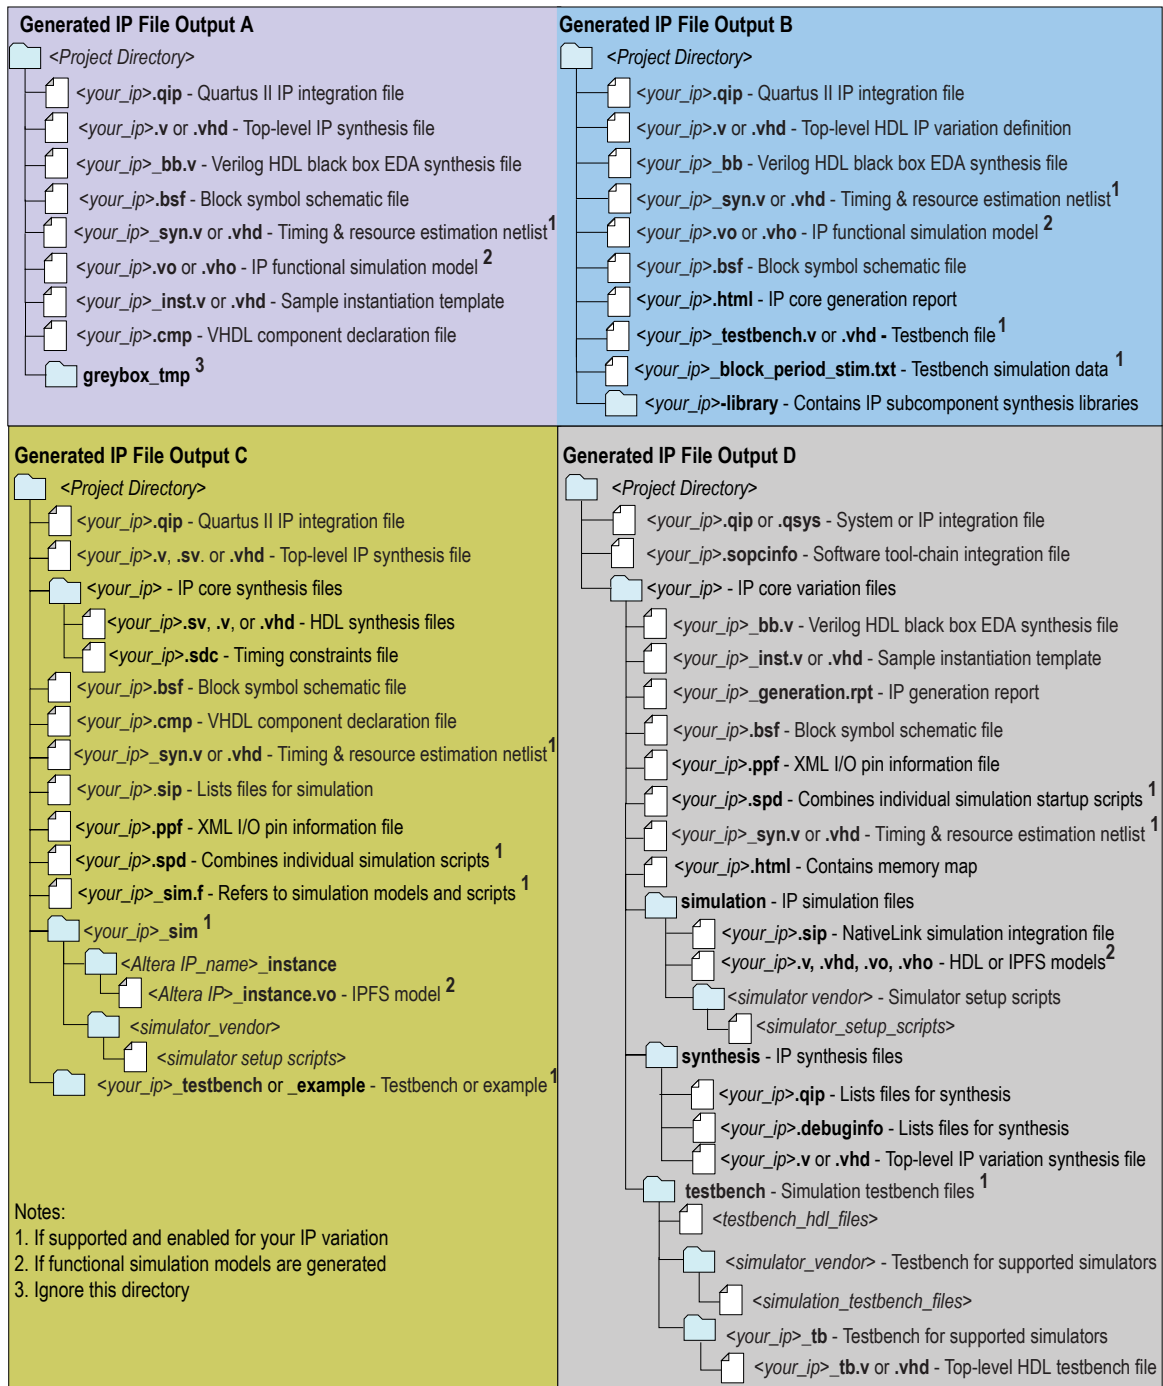 Generated IP File Output A
<Project Directory>
<your_ip>.qip - Quartus II IP integration file
<your_ip>.v or .vhd - Top-level IP synthesis file
<your_ip>_bb.v - Verilog HDL black box EDA synthesis file
<your_ip>.bsf - Block symbol schematic file
<your_ip>_syn.v or .vhd - Timing & resource estimation netlist 1
<your_ip>.vo or .vho - IP functional simulation model 2
<your_ip>_inst.v or .vhd - Sample instantiation template
<your_ip>.cmp - VHDL component declaration file
greybox_tmp 3
Generated IP File Output B
<Project Directory>
<your_ip>.qip - Quartus II IP integration file
<your_ip>.v or .vhd - Top-level HDL IP variation definition
<your_ip>_bb - Verilog HDL black box EDA synthesis file
<your_ip>_syn.v or .vhd - Timing & resource estimation netlist 1
<your_ip>.vo or .vho - IP functional simulation model 2
<your_ip>.bsf - Block symbol schematic file
<your_ip>.html - IP core generation report
<your_ip>_testbench.v or .vhd - Testbench file 1
<your_ip>_block_period_stim.txt - Testbench simulation data 1
<your_ip>-library - Contains IP subcomponent synthesis libraries
Generated IP File Output C
<Project Directory>
<your_ip>.qip - Quartus II IP integration file
<your_ip>.v, .sv. or .vhd - Top-level IP synthesis file
<your_ip> - IP core synthesis files
<your_ip>.sv, .v, or .vhd - HDL synthesis files
<your_ip>.sdc - Timing constraints file
<your_ip>.bsf - Block symbol schematic file
<your_ip>.cmp - VHDL component declaration file
<your_ip>_syn.v or .vhd - Timing & resource estimation netlist 1
<your_ip>.sip - Lists files for simulation
<your_ip>.ppf - XML I/O pin information file
<your_ip>.spd - Combines individual simulation scripts 1
<your_ip>_sim.f - Refers to simulation models and scripts 1
<your_ip>_sim 1
<Altera IP_name>_instance
<Altera IP>_instance.vo - IPFS model 2
<simulator_vendor>
<simulator setup scripts>
<your_ip>_testbench or _example - Testbench or example 1
Notes:
1. If supported and enabled for your IP variation
2. If functional simulation models are generated
3. Ignore this directory
Generated IP File Output D
<Project Directory>
<your_ip>.qip or .qsys - System or IP integration file
<your_ip>.sopcinfo - Software tool-chain integration file
<your_ip> - IP core variation files
<your_ip>_bb.v - Verilog HDL black box EDA synthesis file
<your_ip>_inst.v or .vhd - Sample instantiation template
<your_ip>_generation.rpt - IP generation report
<your_ip>.bsf - Block symbol schematic file
<your_ip>.ppf - XML I/O pin information file
<your_ip>.spd - Combines individual simulation startup scripts 1
<your_ip>_syn.v or .vhd - Timing & resource estimation netlist 1
<your_ip>.html - Contains memory map
simulation - IP simulation files
<your_ip>.sip - NativeLink simulation integration file
<your_ip>.v, .vhd, .vo, .vho - HDL or IPFS models 2
<simulator vendor> - Simulator setup scripts
<simulator_setup_scripts>
synthesis - IP synthesis files
<your_ip>.qip - Lists files for synthesis
<your_ip>.debuginfo - Lists files for synthesis
<your_ip>.v or .vhd - Top-level IP variation synthesis file
testbench - Simulation testbench files 1
<testbench_hdl_files>
<simulator_vendor> - Testbench for supported simulators
<simulation_testbench_files>
<your_ip>_tb - Testbench for supported simulators
<your_ip>_tb.v or .vhd - Top-level HDL testbench file